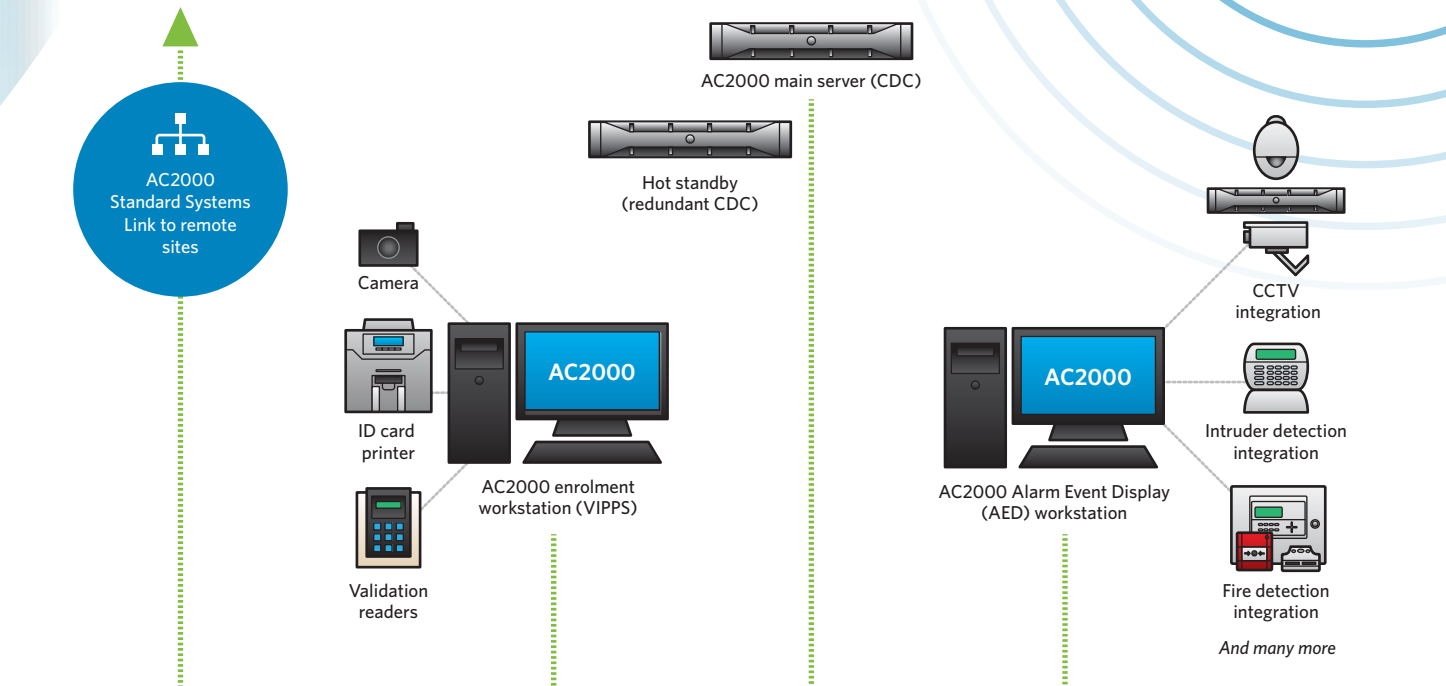 AC2000 main server (CDC)
Hot standby
(redundant CDC)
AC2000
Standard Systems
Link to remote
sites
Camera
ID card
printer
Validation
readers
AC2000
AC2000 enrolment
workstation (VIPPS)
AC2000
AC2000 Alarm Event Display
(AED) workstation
CCTV
integration
Intruder detection
integration
Fire detection
integration
And many more